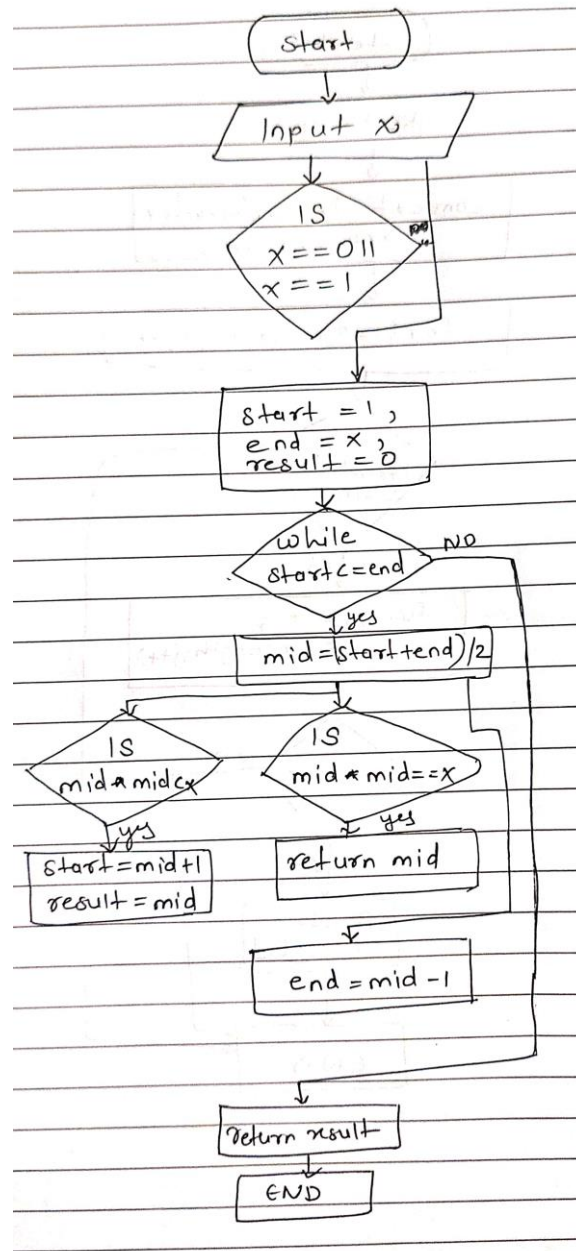 Start
Input x
IS
x==0||
x==1
start = 1,
end = x,
result = 0
while
start<=end
NO
yes
mid=(start+end)/2
IS
mid*mid<x
IS
mid*mid==x
yes
yes
start=mid+1
result=mid
return mid
end = mid -1
return result
END